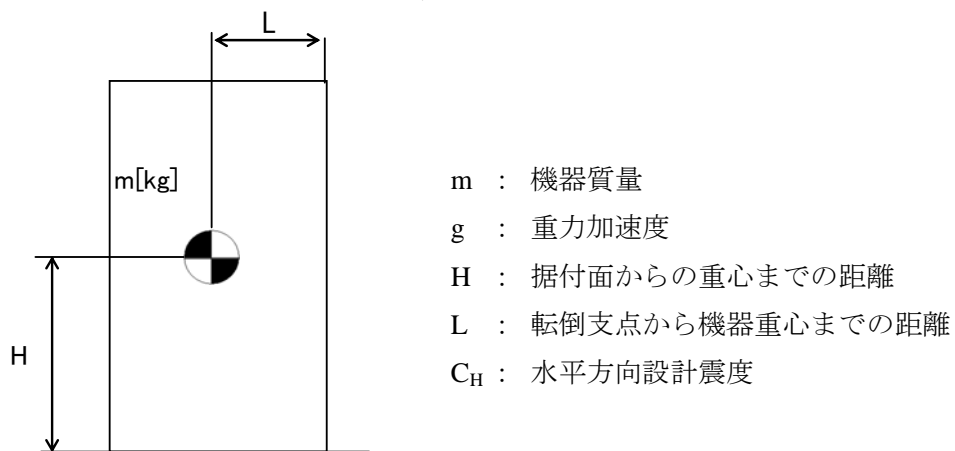 L
m[kg]
H
m : 機器質量
g : 重力加速度
H : 据付面からの重心までの距離
L : 転倒支点から機器重心までの距離
CH : 水平方向設計震度